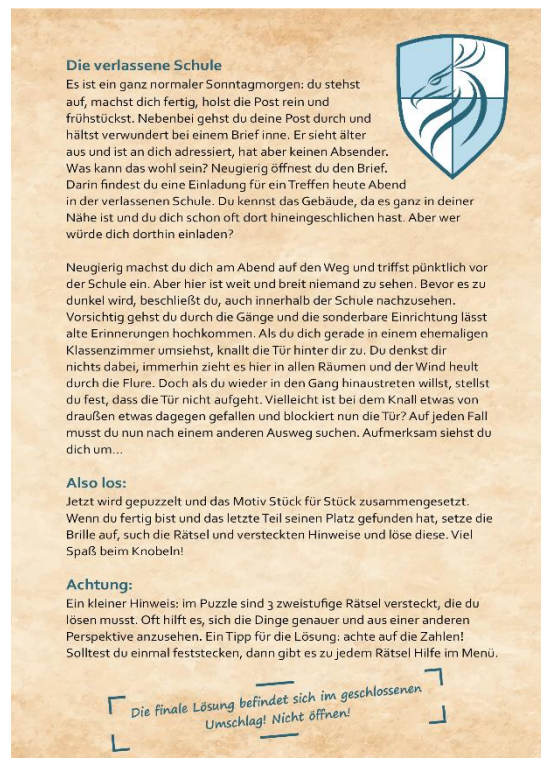 Die verlassene Schule
Es ist ein ganz normaler Sonntagmorgen: du stehst
auf, machst dich fertig, holst die Post rein und
frühstückst. Nebenbei gehst du deine Post durch und
hältst verwundert bei einem Brief inne. Er sieht älter
aus und ist an dich adressiert, hat aber keinen Absender.
Was kann das wohl sein? Neugierig öffnest du den Brief.
Darin findest du eine Einladung für ein Treffen heute Abend
in der verlassenen Schule. Du kennst das Gebäude, da es ganz in deiner
Nähe ist und du dich schon oft dort hineingeschlichen hast. Aber wer
würde dich dorthin einladen?
Neugierig machst du dich am Abend auf den Weg und triffst pünktlich vor
der Schule ein. Aber hier ist weit und breit niemand zu sehen. Bevor es zu
dunkel wird, beschließt du, auch innerhalb der Schule nachzusehen.
Vorsichtig gehst du durch die Gänge und die sonderbare Einrichtung lässt
alte Erinnerungen hochkommen. Als du dich gerade in einem ehemaligen
Klassenzimmer umsiehst, knallt die Tür hinter dir zu. Du denkst dir
nichts dabei, immerhin zieht es hier in allen Räumen und der Wind heult
durch die Flure. Doch als du wieder in den Gang hinaustreten willst, stellst
du fest, dass die Tür nicht aufgeht. Vielleicht ist bei dem Knall etwas von
draußen etwas dagegen gefallen und blockiert nun die Tür? Auf jeden Fall
musst du nun nach einem anderen Ausweg suchen. Aufmerksam siehst du
dich um...
Also los:
Jetzt wird gepuzzelt und das Motiv Stück für Stück zusammengesetzt.
Wenn du fertig bist und das letzte Teil seinen Platz gefunden hat, setze die
Brille auf, such die Rätsel und versteckten Hinweise und löse diese. Viel
Spaß beim Knobeln!
Achtung:
Ein kleiner Hinweis: im Puzzle sind 3 zweistufige Rätsel versteckt, die du
lösen musst. Oft hilft es, sich die Dinge genauer und aus einer anderen
Perspektive anzusehen. Ein Tipp für die Lösung: achte auf die Zahlen!
Solltest du einmal feststecken, dann gibt es zu jedem Rätsel Hilfe im Menü.
Die finale Lösung befindet sich im geschlossenen
Umschlag! Nicht öffnen!